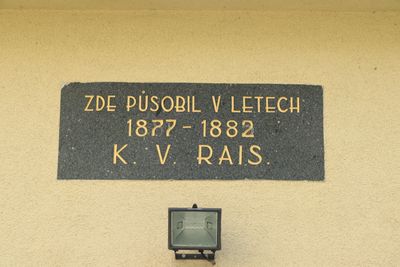 ZDE PŮSOBIL V LETECH
1877 - 1882
K. V. RAIS.